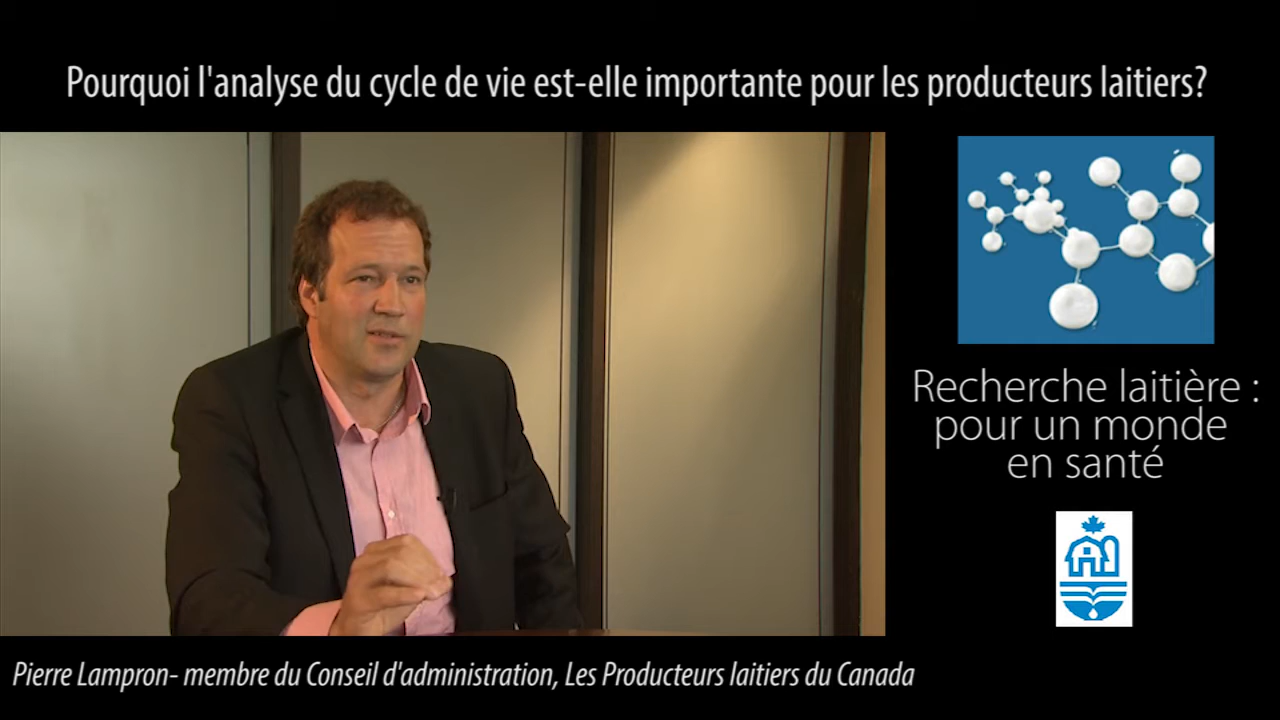 Pourquoi l'analyse du cycle de vie est-elle importante pour les producteurs laitiers?
Recherche laitière :
pour un monde
en santé
Pierre Lampron- membre du Conseil d'administration, Les Producteurs laitiers du Canada